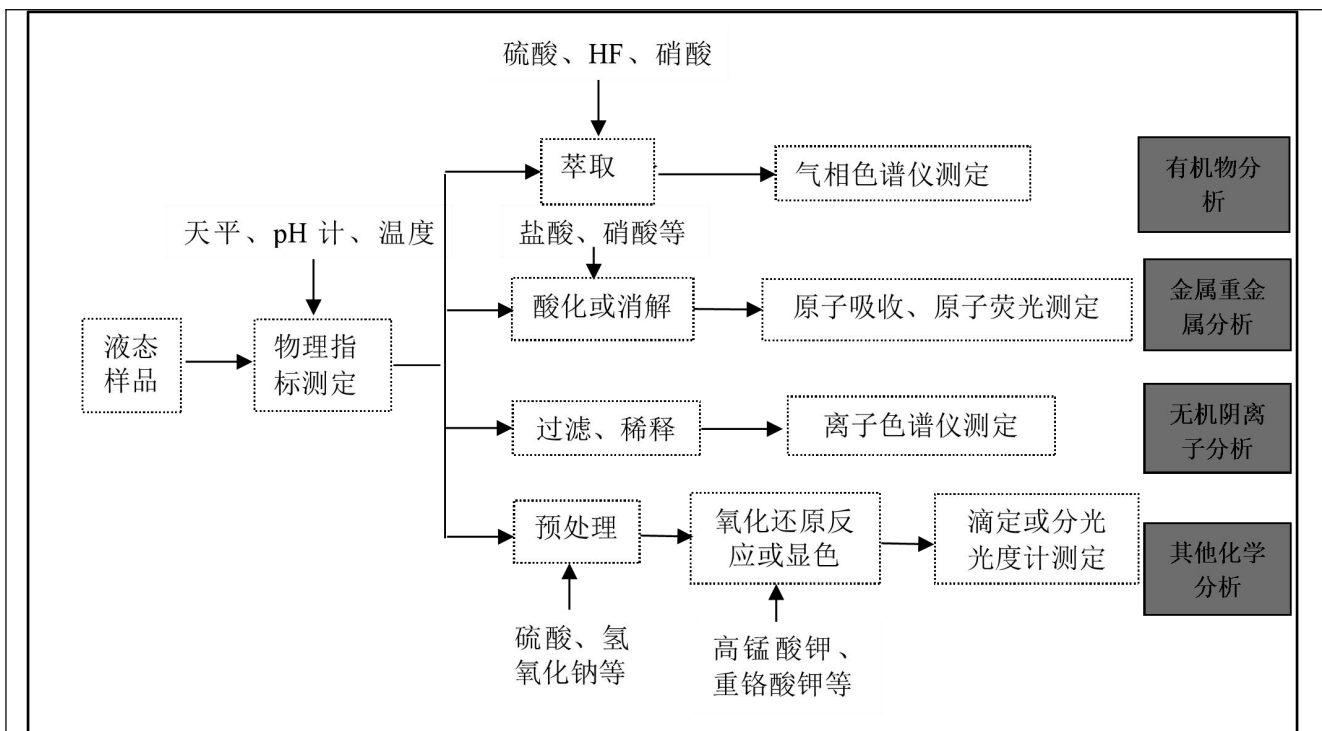 硫酸、HF、硝酸
萃取
气相色谱仪测定
有机物分
析
天平、pH 计、温度
盐酸、硝酸等
酸化或消解
原子吸收、原子荧光测定
金属重金
属分析
液态
样品
物理指
标测定
过滤、稀释
离子色谱仪测定
无机阴离
子分析
预处理
氧化还原反
应或显色
滴定或分光
光度计测定
其他化学
分析
硫酸、氢
氧化钠等
高锰酸钾、
重铬酸钾等